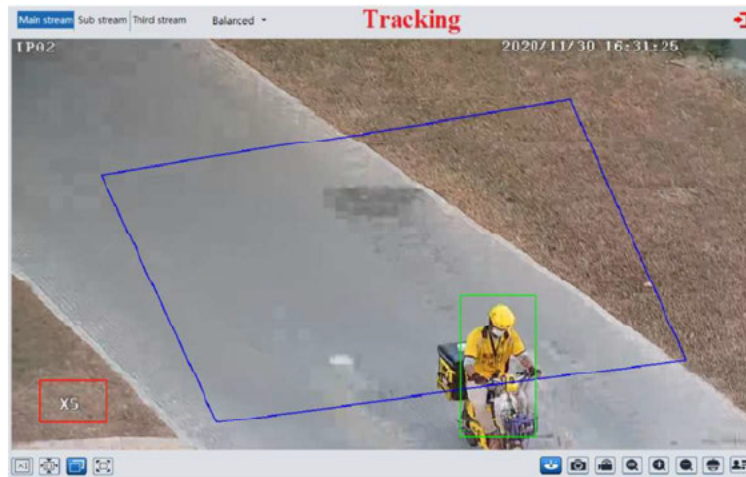 Main stream Sub stream Third stream Balanced Tracking
IPA2 2020/11/30 16:31:25
X5